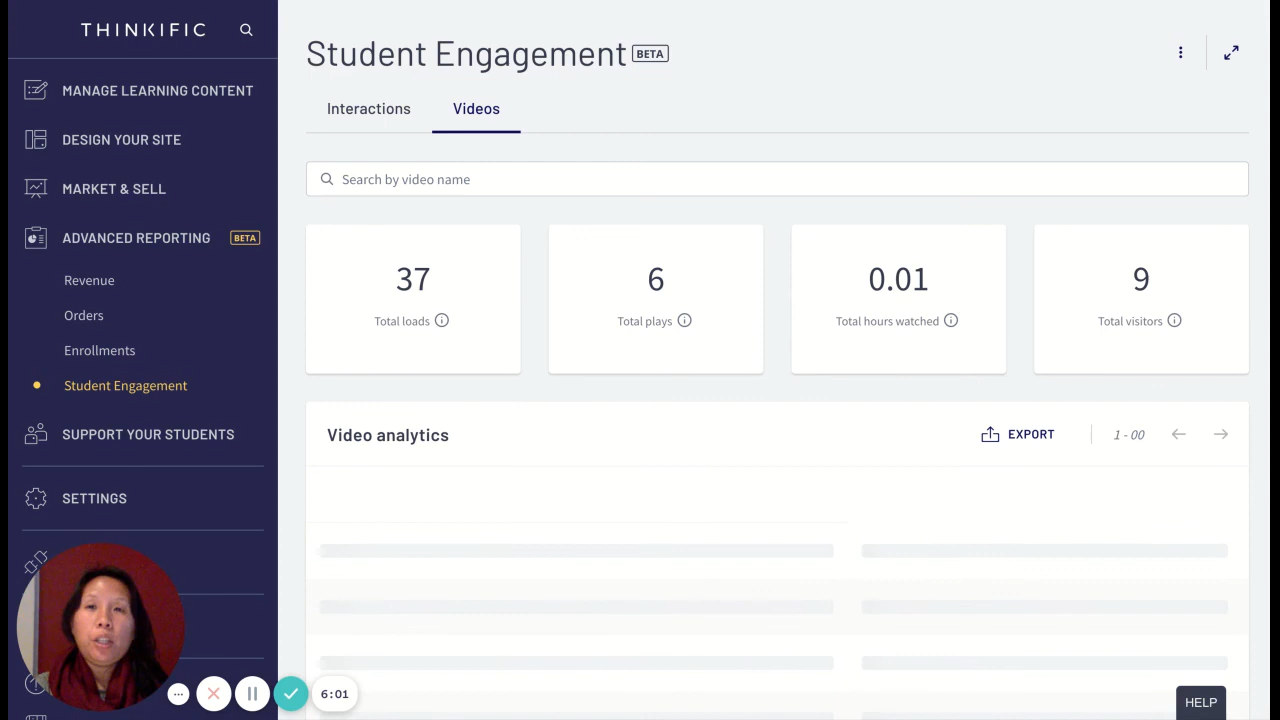 THINKIFIC
MANAGE LEARNING CONTENT
DESIGN YOUR SITE
MARKET & SELL
ADVANCED REPORTING BETA
Revenue
Orders
Enrollments
Student Engagement
SUPPORT YOUR STUDENTS
SETTINGS
6:01
Student Engagement BETA
Interactions Videos
Search by video name
37
Total loads
6
Total plays
0.01
Total hours watched
9
Total visitors
Video analytics
EXPORT
1 - 00
HELP